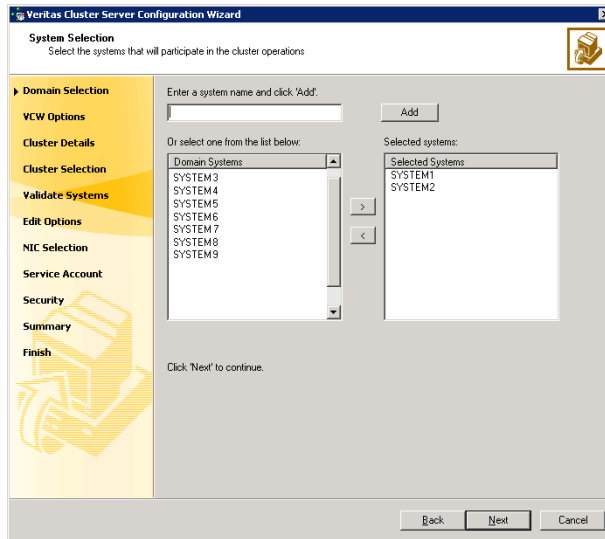 Veritas Cluster Server Configuration Wizard
System Selection
Select the systems that will participate in the cluster operations
Domain Selection
VCW Options
Cluster Details
Cluster Selection
Validate Systems
Edit Options
NIC Selection
Service Account
Security
Summary
Finish
Enter a system name and click 'Add'.
Add
Or select one from the list below:
Domain Systems
SYSTEM3
SYSTEM4
SYSTEM5
SYSTEM6
SYSTEM7
SYSTEM8
SYSTEM9
>
<
Selected systems:
Selected Systems
SYSTEM1
SYSTEM2
Click 'Next' to continue.
Back
Next
Cancel